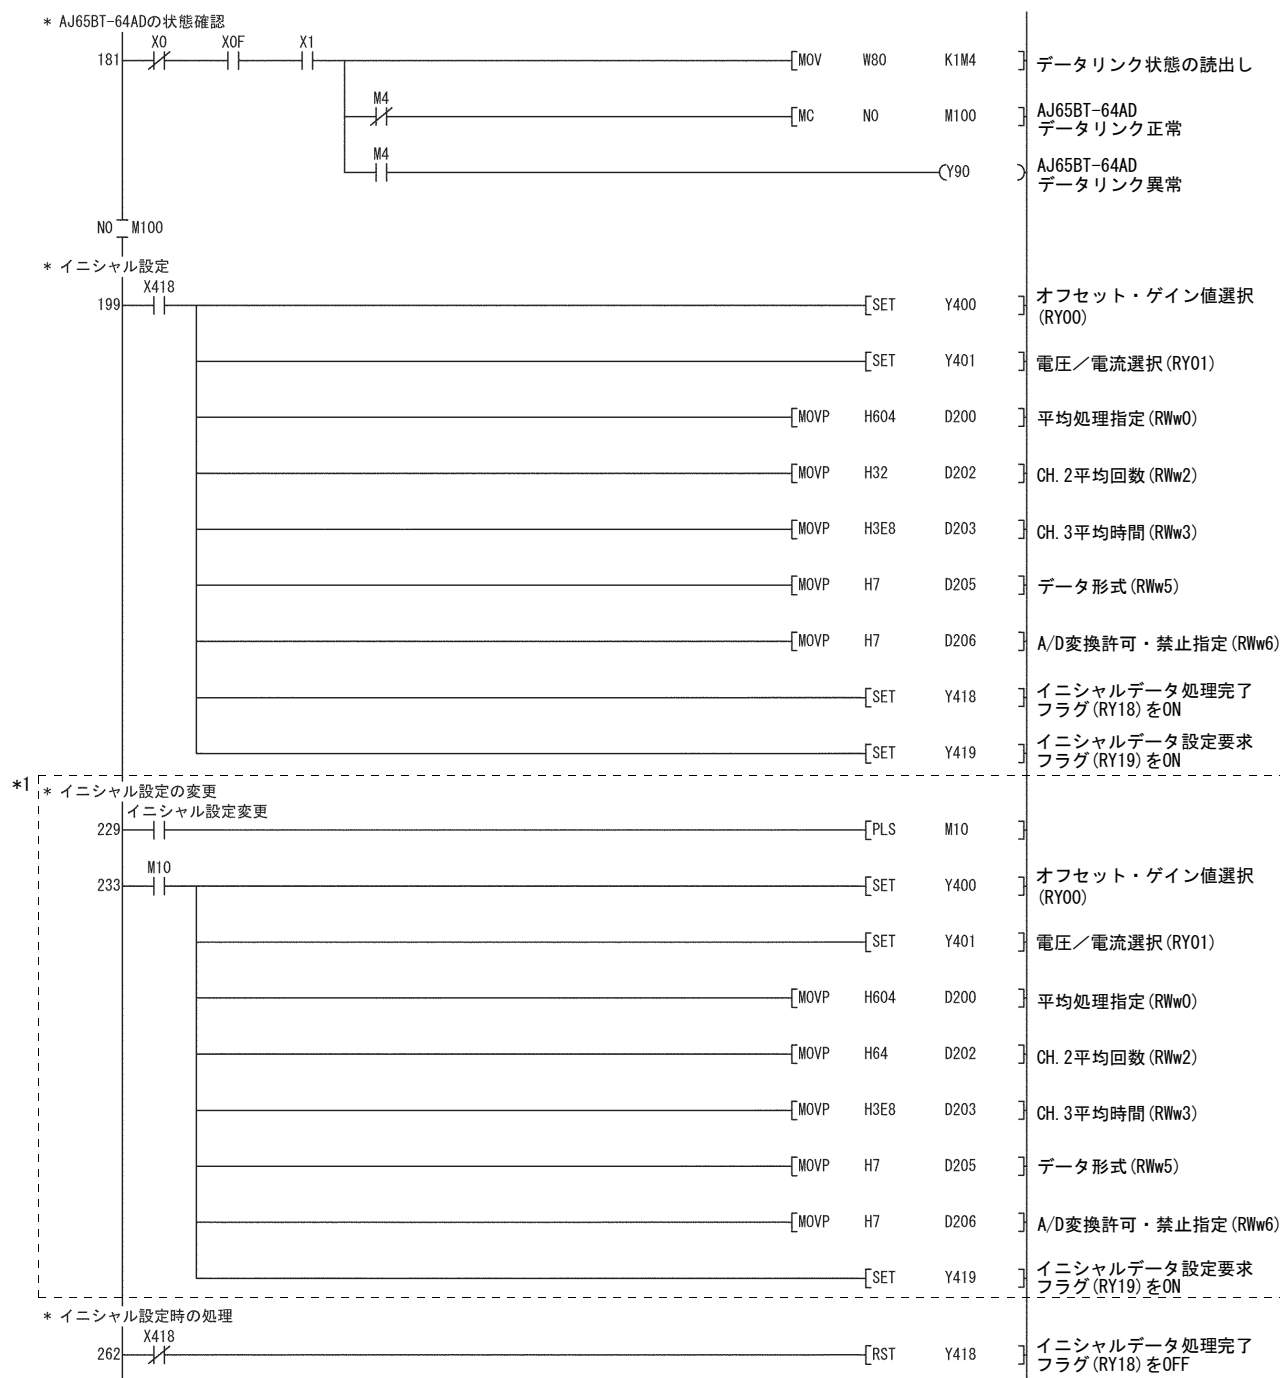 * AJ65BT-64ADの状態確認
X0 X0F X1
181 [MOV W80 K1M4 ] データリンク状態の読出し
M4
[MC N0 M100 ] AJ65BT-64AD
データリンク正常
M4
(Y90 ) AJ65BT-64AD
データリンク異常
N0 M100
* イニシャル設定
X418
199 [SET Y400 ] オフセット・ゲイン値選択
(RY00)
[SET Y401 ] 電圧／電流選択(RY01)
[MOVP H604 D200 ] 平均処理指定(RWw0)
[MOVP H32 D202 ] CH.2平均回数(RWw2)
[MOVP H3E8 D203 ] CH.3平均時間(RWw3)
[MOVP H7 D205 ] データ形式(RWw5)
[MOVP H7 D206 ] A/D変換許可・禁止指定(RWw6)
[SET Y418 ] イニシャルデータ処理完了
フラグ(RY18)をON
[SET Y419 ] イニシャルデータ設定要求
フラグ(RY19)をON
*1
* イニシャル設定の変更
イニシャル設定変更
229 [PLS M10 ]
M10
233 [SET Y400 ] オフセット・ゲイン値選択
(RY00)
[SET Y401 ] 電圧／電流選択(RY01)
[MOVP H604 D200 ] 平均処理指定(RWw0)
[MOVP H64 D202 ] CH.2平均回数(RWw2)
[MOVP H3E8 D203 ] CH.3平均時間(RWw3)
[MOVP H7 D205 ] データ形式(RWw5)
[MOVP H7 D206 ] A/D変換許可・禁止指定(RWw6)
[SET Y419 ] イニシャルデータ設定要求
フラグ(RY19)をON
* イニシャル設定時の処理
X418
262 [RST Y418 ] イニシャルデータ処理完了
フラグ(RY18)をOFF